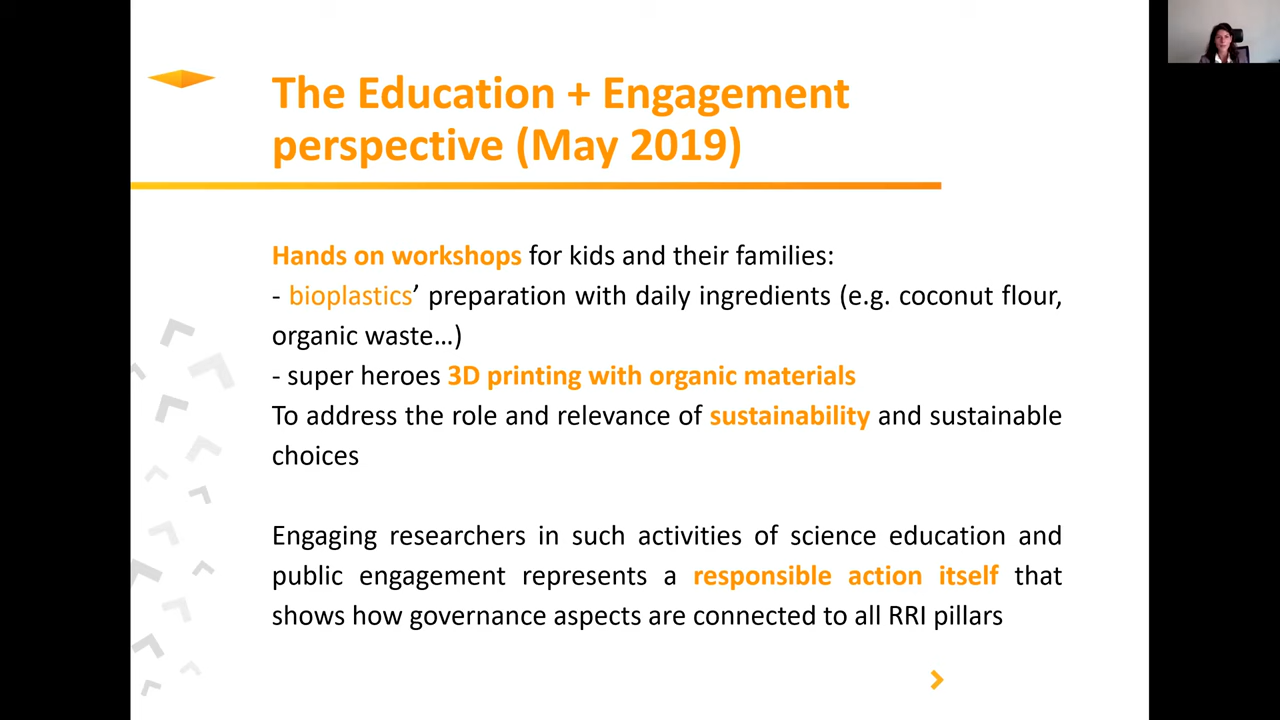 The Education + Engagement
perspective (May 2019)
Hands on workshops for kids and their families:
- bioplastics’ preparation with daily ingredients (e.g. coconut flour,
organic waste…)
- super heroes 3D printing with organic materials
To address the role and relevance of sustainability and sustainable
choices
Engaging researchers in such activities of science education and
public engagement represents a responsible action itself that
shows how governance aspects are connected to all RRI pillars